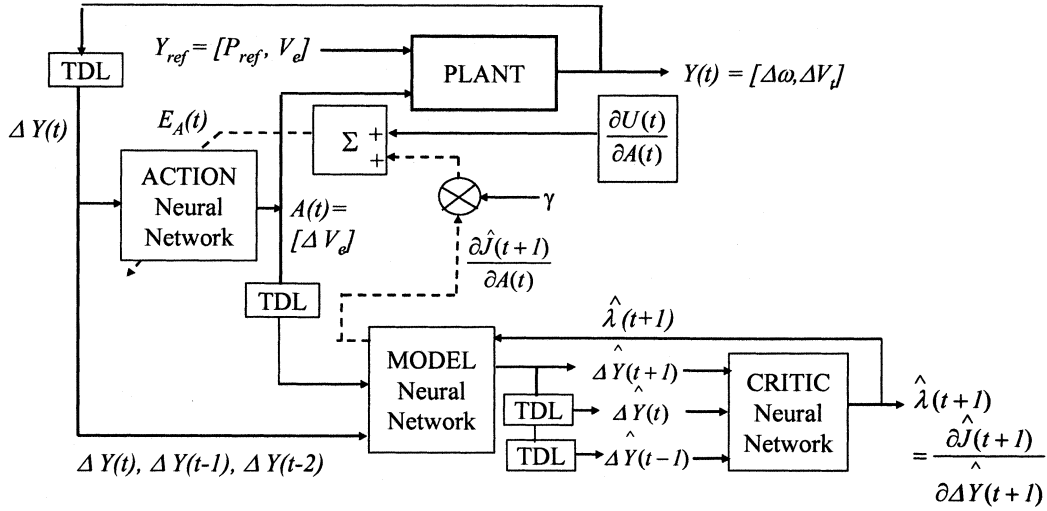 TDL
Y_ref = [P_ref, V_e]
PLANT
Y(t) = [Δω,ΔV_t]
ΔY(t)
E_A(t)
Σ
+
+
∂U(t)
∂A(t)
ACTION
Neural
Network
A(t)=
[ΔV_e]
γ
∂Ĵ(t+1)
∂A(t)
TDL
λ̂(t+1)
MODEL
Neural
Network
ΔŶ(t+1)
TDL
ΔŶ(t)
TDL
ΔŶ(t-1)
CRITIC
Neural
Network
λ̂(t+1)
= ∂Ĵ(t+1)
∂ΔŶ(t+1)
ΔY(t), ΔY(t-1), ΔY(t-2)